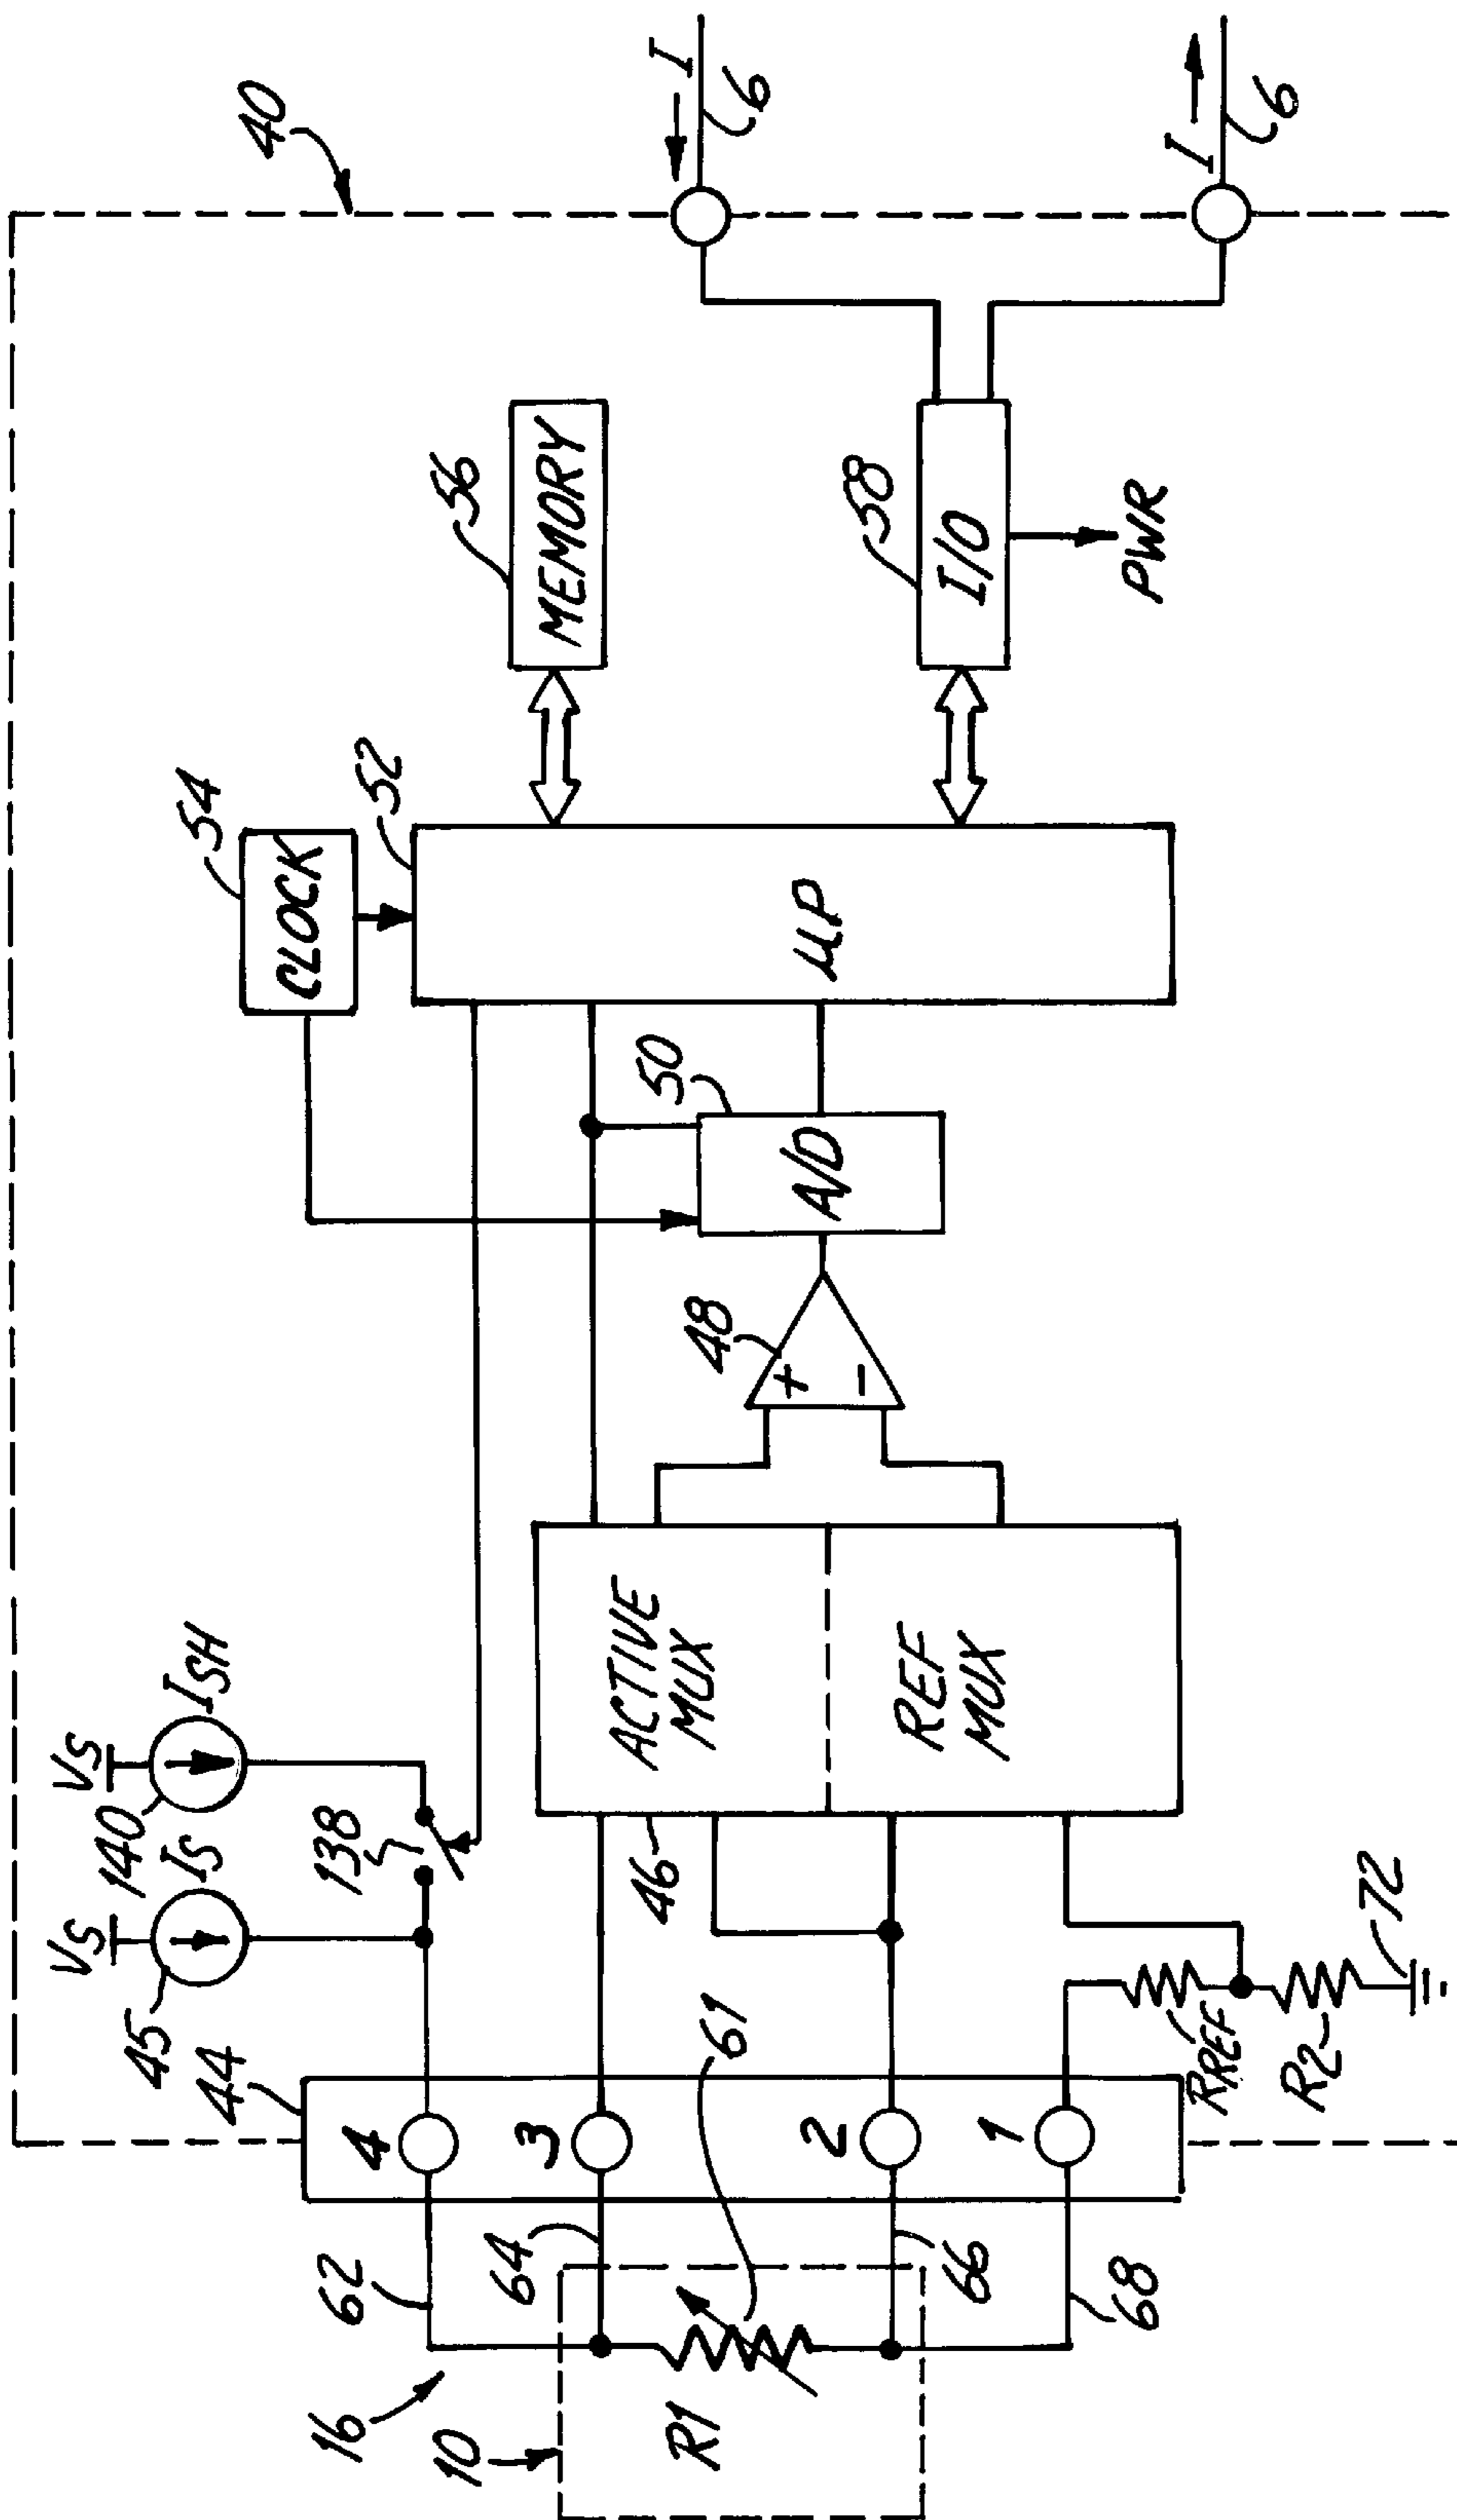 VS
VS
140
IS
ISH
45
44
54
CLOCK
40
16
62
4
138
52
10
64
3
46
ACTIVE
MUX
56
MEMORY
R1
61
50
48
+
−
A/D
µP
I
6
66
2
REF
MUX
58
I/O
68
1
RREF
R2
72
PWR
I
6